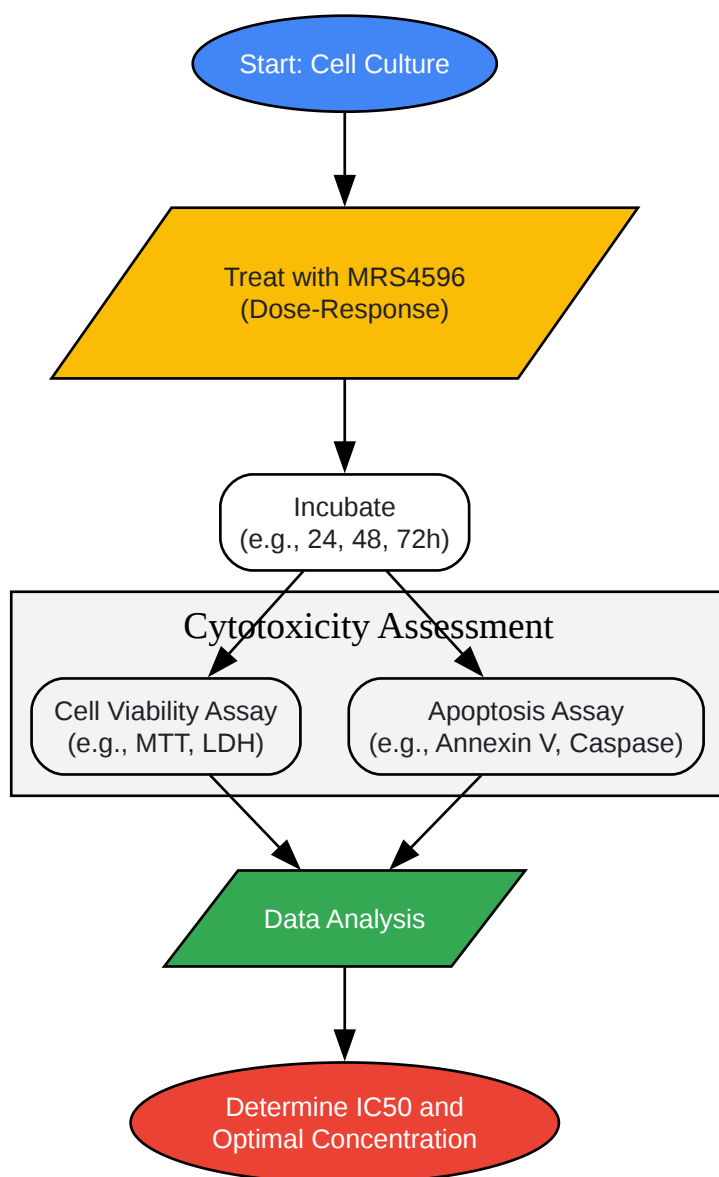 Start: Cell Culture
Treat with MRS4596
(Dose-Response)
Incubate
(e.g., 24, 48, 72h)
Cytotoxicity Assessment
Cell Viability Assay
(e.g., MTT, LDH)
Apoptosis Assay
(e.g., Annexin V, Caspase)
Data Analysis
Determine IC50 and
Optimal Concentration